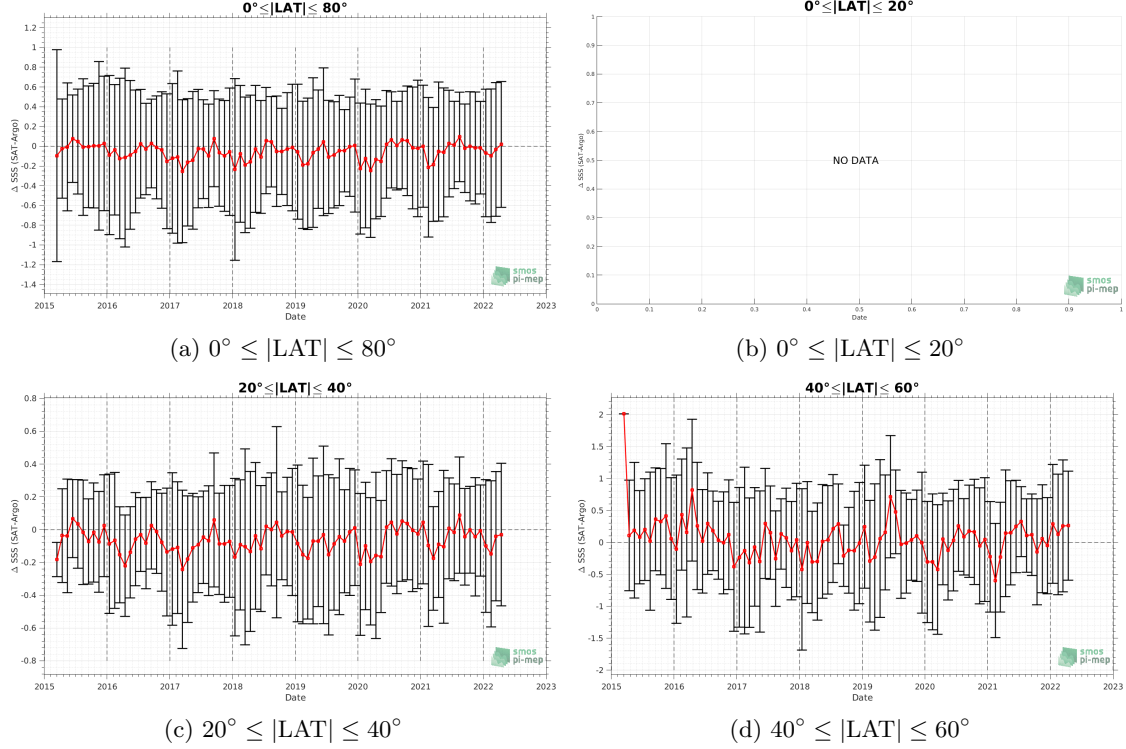 0°≤|LAT|≤ 80°
1.2
1
0.8
0.6
0.4
0.2
0
-0.2
-0.4
-0.6
-0.8
-1
-1.2
-1.4
Δ SSS (SAT-Argo)
2015 2016 2017 2018 2019 2020 2021 2022 2023
Date
smos
pi-mep
(a) 0° ≤ |LAT| ≤ 80°
0°≤|LAT|≤ 20°
1
0.9
0.8
0.7
0.6
0.5
0.4
0.3
0.2
0.1
0
Δ SSS (SAT-Argo)
NO DATA
0 0.1 0.2 0.3 0.4 0.5 0.6 0.7 0.8 0.9 1
Date
smos
pi-mep
(b) 0° ≤ |LAT| ≤ 20°
20°≤|LAT|≤ 40°
0.8
0.6
0.4
0.2
0
-0.2
-0.4
-0.6
-0.8
Δ SSS (SAT-Argo)
2015 2016 2017 2018 2019 2020 2021 2022 2023
Date
smos
pi-mep
(c) 20° ≤ |LAT| ≤ 40°
40°≤|LAT|≤ 60°
2
1.5
1
0.5
0
-0.5
-1
-1.5
-2
Δ SSS (SAT-Argo)
2015 2016 2017 2018 2019 2020 2021 2022 2023
Date
smos
pi-mep
(d) 40° ≤ |LAT| ≤ 60°